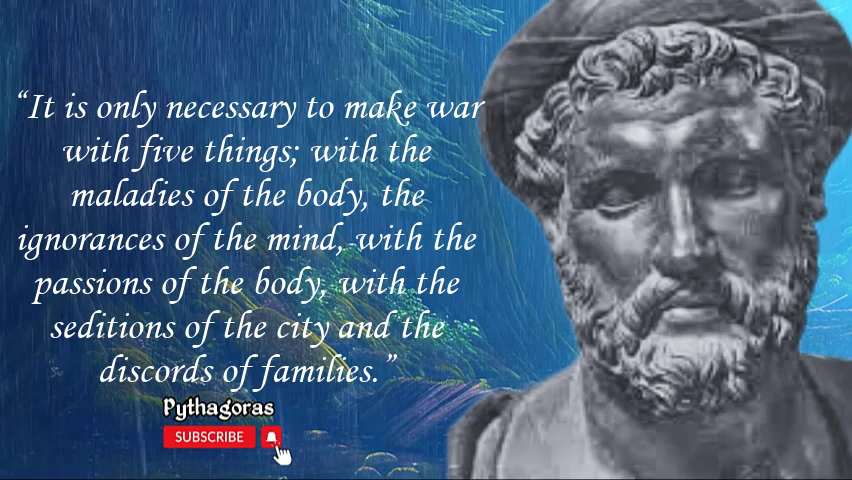 “It is only necessary to make war
with five things; with the
maladies of the body, the
ignorances of the mind, with the
passions of the body, with the
seditions of the city and the
discords of families.”
Pythagoras
SUBSCRIBE